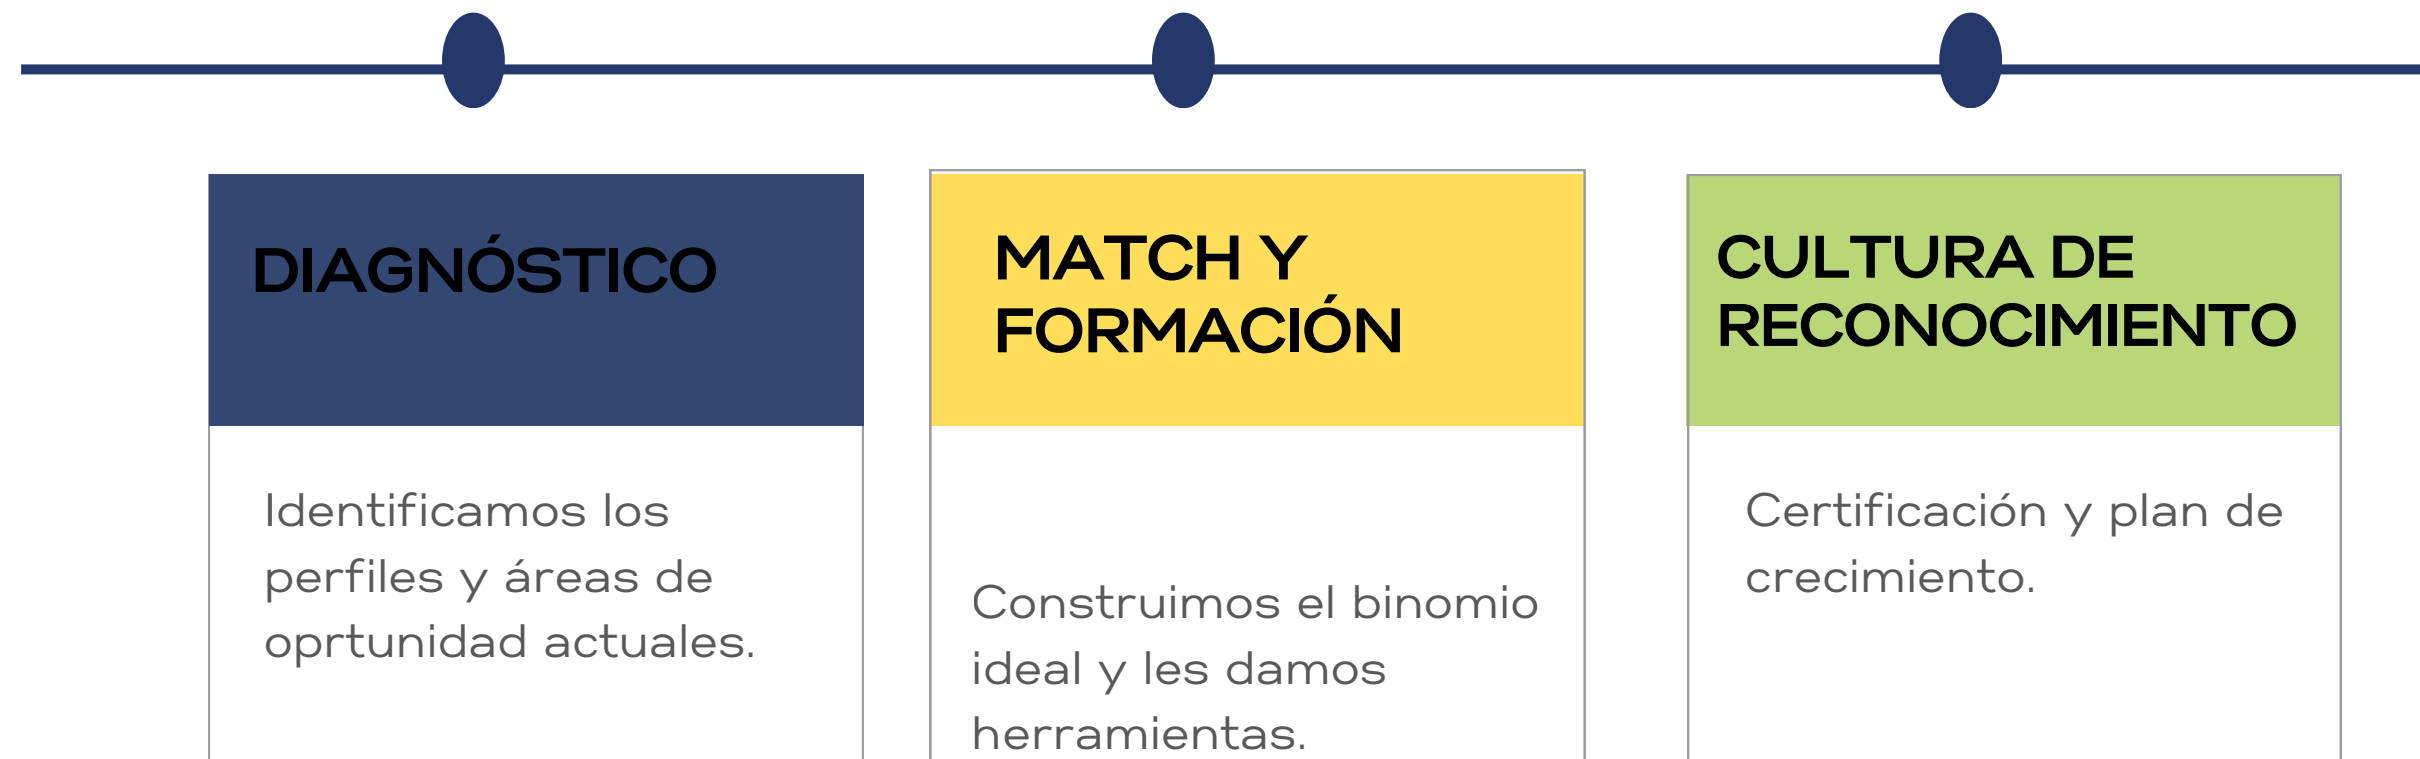 DIAGNÓSTICO
Identificamos los
perfiles y áreas de
oprtunidad actuales.
MATCH Y
FORMACIÓN
Construimos el binomio
ideal y les damos
herramientas.
CULTURA DE
RECONOCIMIENTO
Certificación y plan de
crecimiento.